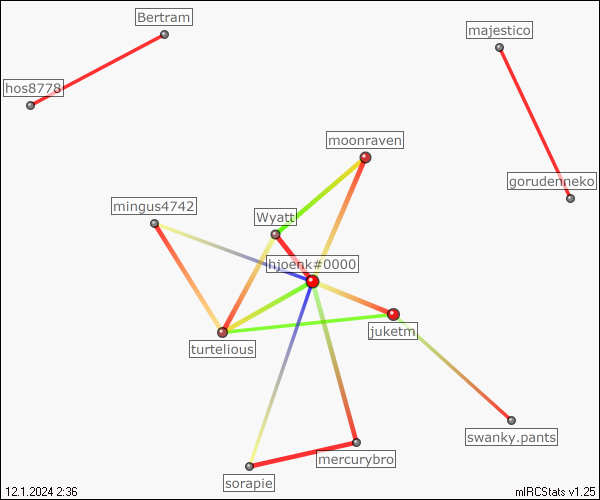 Bertram
majestico
hos8778
moonraven
gorudenneko
mingus4742
Wyatt
hjoenk#0000
juketm
turtelious
swanky.pants
mercurybro
sorapie
12.1.2024 2:36
mIRCStats v1.25